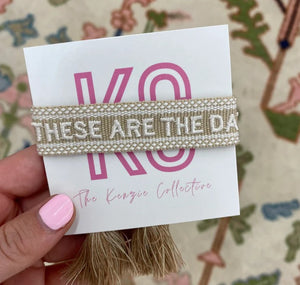 KC
THESE ARE THE DA
The Kenzie Collective